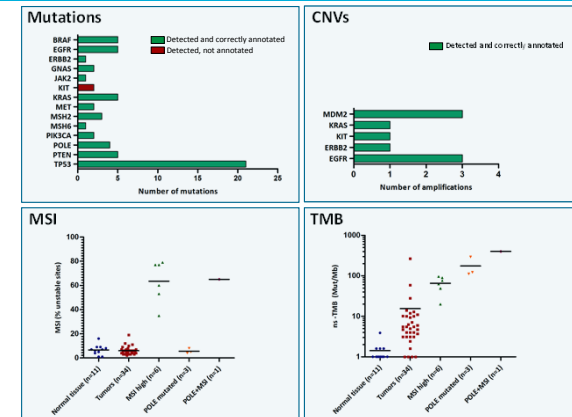 Mutations
Detected and correctly annotated
Detected, not annotated
BRAF
EGFR
ERBB2
GNAS
JAK2
KIT
KRAS
MET
MSH2
MSH6
PIK3CA
POLE
PTEN
TP53
0 5 10 15 20 25
Number of mutations
CNVs
Detected and correctly annotated
MDM2
KRAS
KIT
ERBB2
EGFR
0 1 2 3 4
Number of amplifications
MSI
MSI (% unstable sites)
100
80
60
40
20
0
Normal tissue (n=11)
Tumors (n=34)
MSI high (n=6)
POLE mutated (n=3)
POLE+MSI (n=1)
TMB
ns-TMB (Mut/Mb)
1000
100
10
1
Normal tissue (n=11)
Tumors (n=34)
MSI high (n=6)
POLE mutated (n=3)
POLE+MSI (n=1)